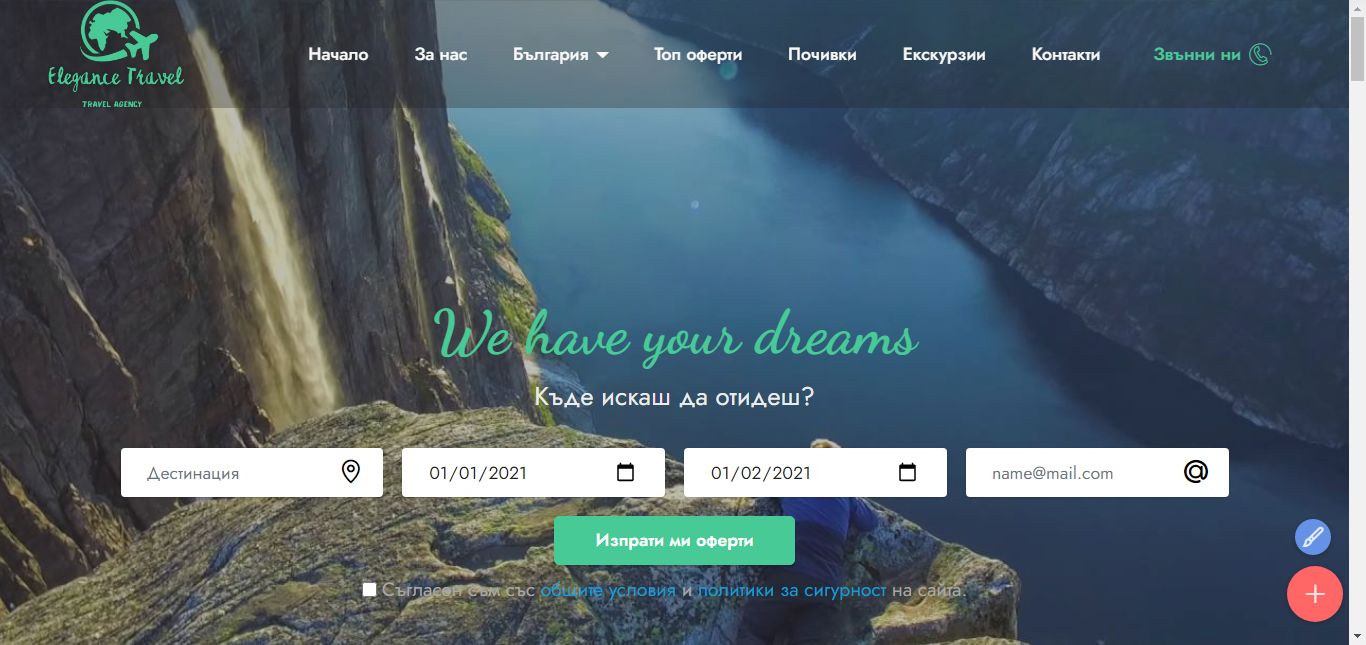 Elegance Travel
TRAVEL AGENCY
Начало За нас България Топ оферти Почивки Екскурзии Контакти Звънни ни
We have your dreams
Къде искаш да отидеш?
Дестинация 01/01/2021 01/02/2021 name@mail.com
Изпрати ми оферти
Съгласен съм със общите условия и политики за сигурност на сайта.